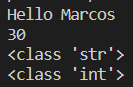 Hello Marcos
30
<class 'str'>
<class 'int'>